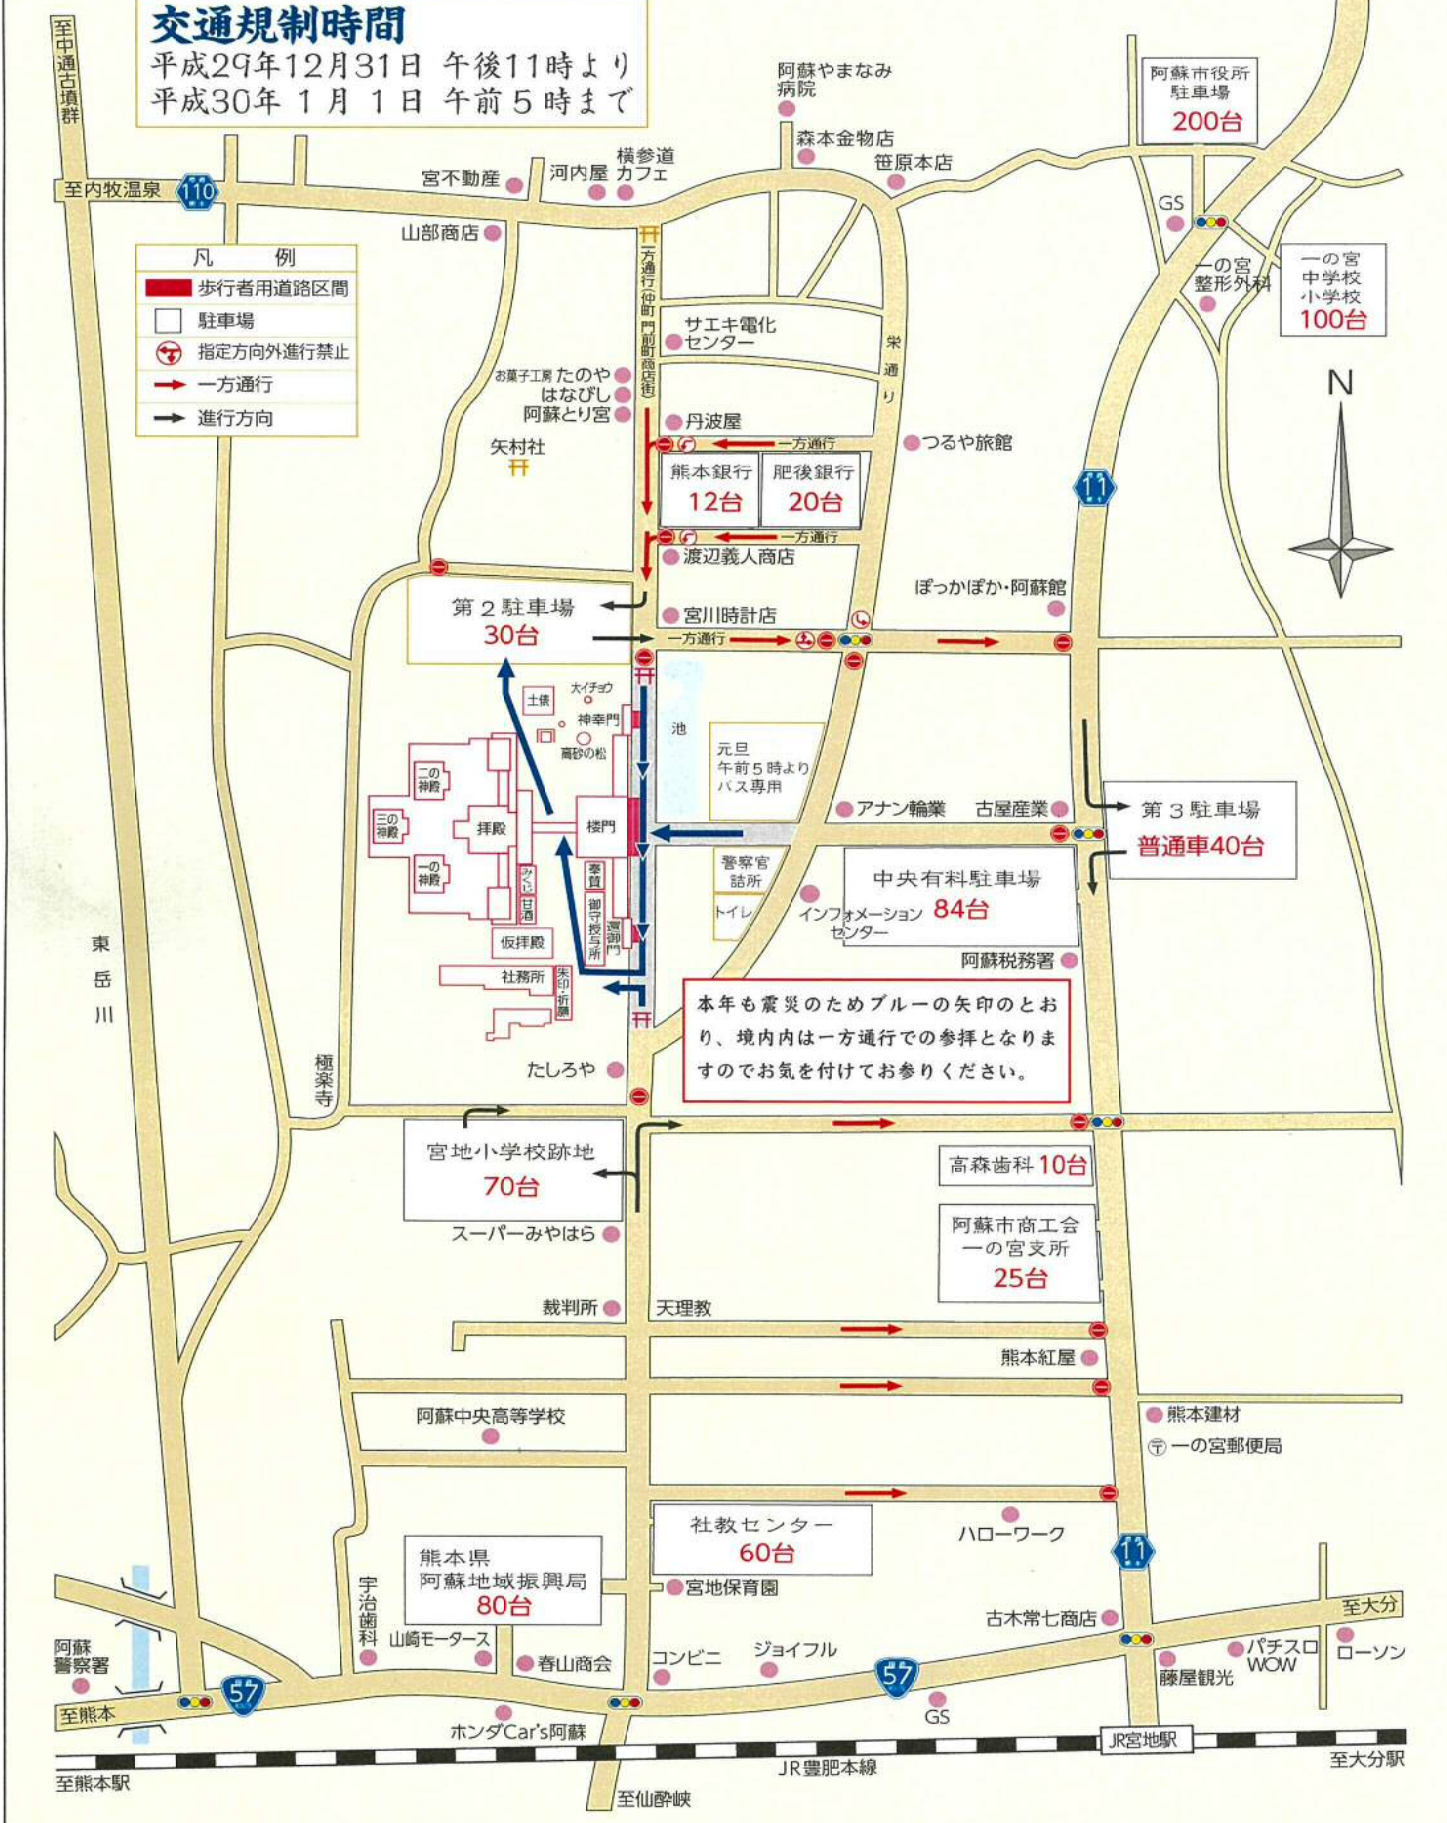 交通規制時間
平成29年12月31日 午後11時より
平成30年1月1日 午前5時まで
至中通古墳群
阿蘇やまなみ
病院
阿蘇市役所
駐車場
200台
森本金物店
笹原本店
横参道
カフェ
河内屋
宮不動産
至内牧温泉
110
山部商店
GS
凡 例
歩行者用道路区間
駐車場
指定方向外進行禁止
一方通行
進行方向
一方通行(仲町 門前町商店街)
一の宮
整形外科
一の宮
中学校
小学校
100台
サエキ電化
センター
栄通り
お菓子工房 たのや
はなびし
阿蘇とり宮
N
丹波屋
一方通行
つるや旅館
矢村社
熊本銀行
12台
肥後銀行
20台
11
一方通行
渡辺義人商店
ぽっかぽか・阿蘇館
第2駐車場
30台
宮川時計店
一方通行
土俵
大イチョウ
神幸門
高砂の松
池
元旦
午前5時より
バス専用
二の
神殿
三の
神殿
一の
神殿
拝殿
楼門
アナン輪業
古屋産業
第3駐車場
普通車40台
みくじ
甘酒
奉賛
御守授与所
還御門
警察官
詰所
トイレ
中央有料駐車場
84台
インフォメーション
センター
仮拝殿
社務所
朱印・祈願
阿蘇税務署
東岳川
本年も震災のためブルーの矢印のとお
り、境内内は一方通行での参拝となりま
すのでお気を付けてお参りください。
極楽寺
たしろや
宮地小学校跡地
70台
高森歯科 10台
スーパーみやはら
阿蘇市商工会
一の宮支所
25台
裁判所
天理教
熊本紅屋
阿蘇中央高等学校
熊本建材
〒一の宮郵便局
社教センター
60台
ハローワーク
熊本県
阿蘇地域振興局
80台
11
宇治歯科
宮地保育園
古木常七商店
至大分
阿蘇
警察署
山崎モータース
春山商会
コンビニ
ジョイフル
パチスロ
WOW
ローソン
藤屋観光
57
57
至熊本
GS
ホンダCar's阿蘇
JR宮地駅
JR豊肥本線
至熊本駅
至大分駅
至仙酔峡